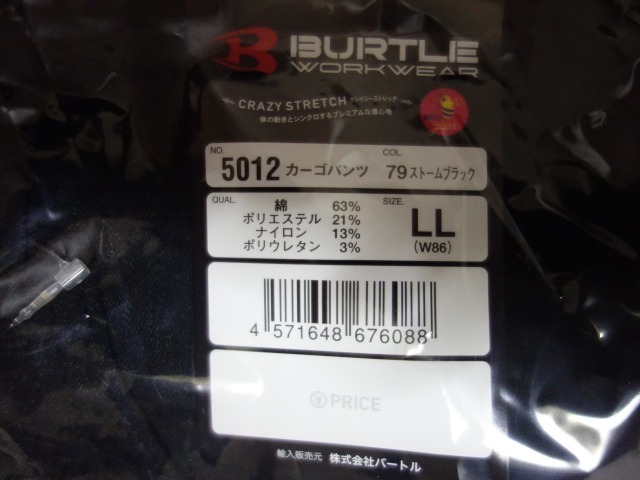 BURTLE
WORKWEAR
CRAZY STRETCH クレイジーストレッチ
体の動きとシンクロするプレミアムな着心地
NO. COL.
5012 カーゴパンツ 79 ストームブラック
QUAL. SIZE.
綿 63%
ポリエステル 21%
ナイロン 13%
ポリウレタン 3%
LL
(W86)
4 571648 676088
¥ PRICE
輸入販売元 株式会社バートル